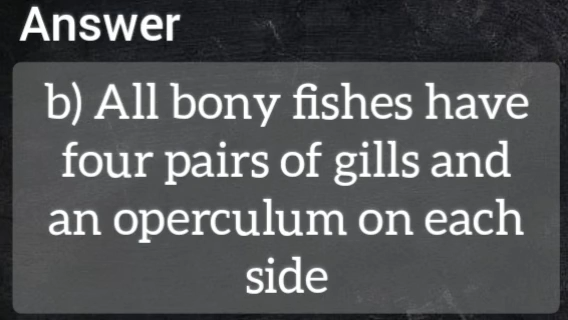 Answer
b) All bony fishes have
four pairs of gills and
an operculum on each
side